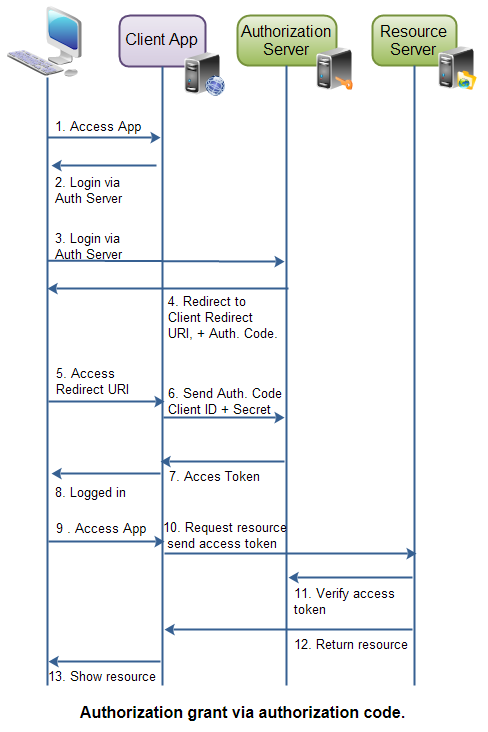 Client App
Authorization
Server
Resource
Server
1. Access App
2. Login via
Auth Server
3. Login via
Auth Server
4. Redirect to
Client Redirect
URI, + Auth. Code.
5. Access
Redirect URI
6. Send Auth. Code
Client ID + Secret
7. Acces Token
8. Logged in
9 . Access App
10. Request resource
send access token
11. Verify access
token
12. Return resource
13. Show resource
Authorization grant via authorization code.